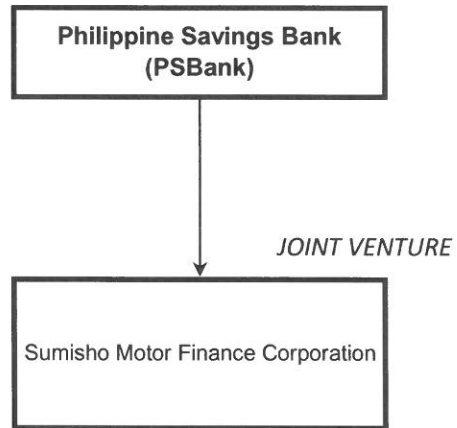 Philippine Savings Bank
(PSBank)
JOINT VENTURE
Sumisho Motor Finance Corporation